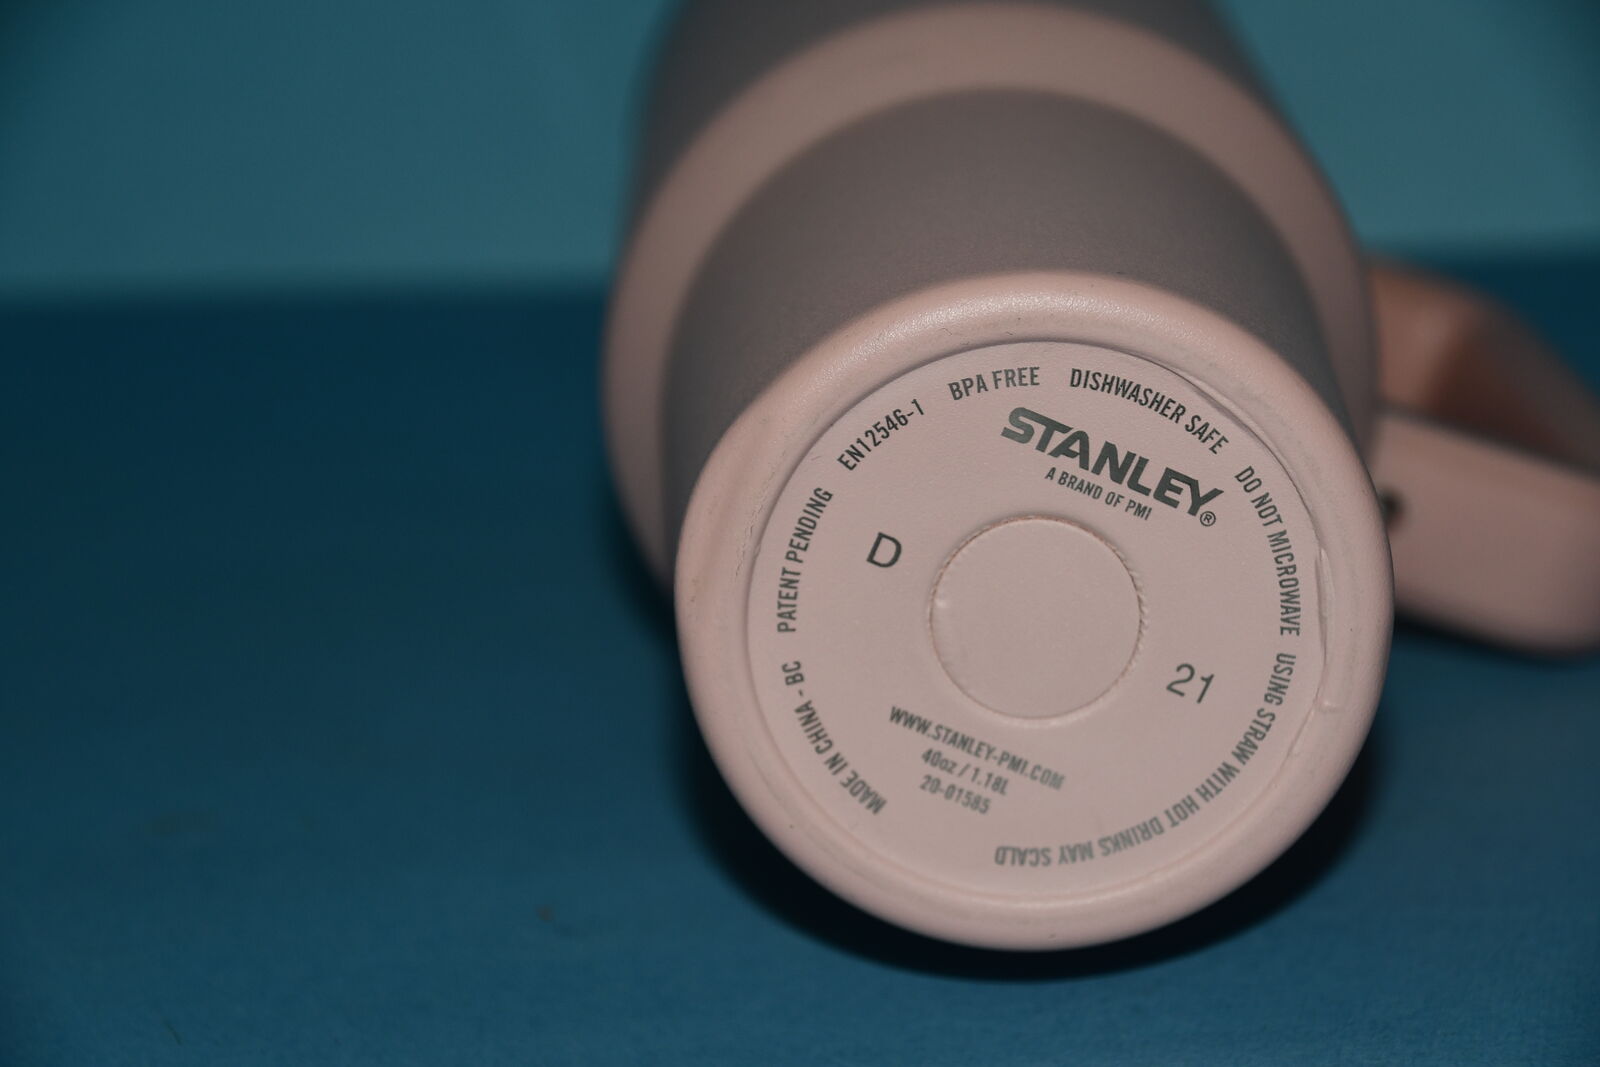 MADE IN CHINA - BC PATENT PENDING EN12546-1 BPA FREE DISHWASHER SAFE DO NOT MICROWAVE USING STRAW WITH HOT DRINKS MAY SCALD
STANLEY®
A BRAND OF PMI
D
21
WWW.STANLEY-PMI.COM
40oz / 1.18L
20-01585